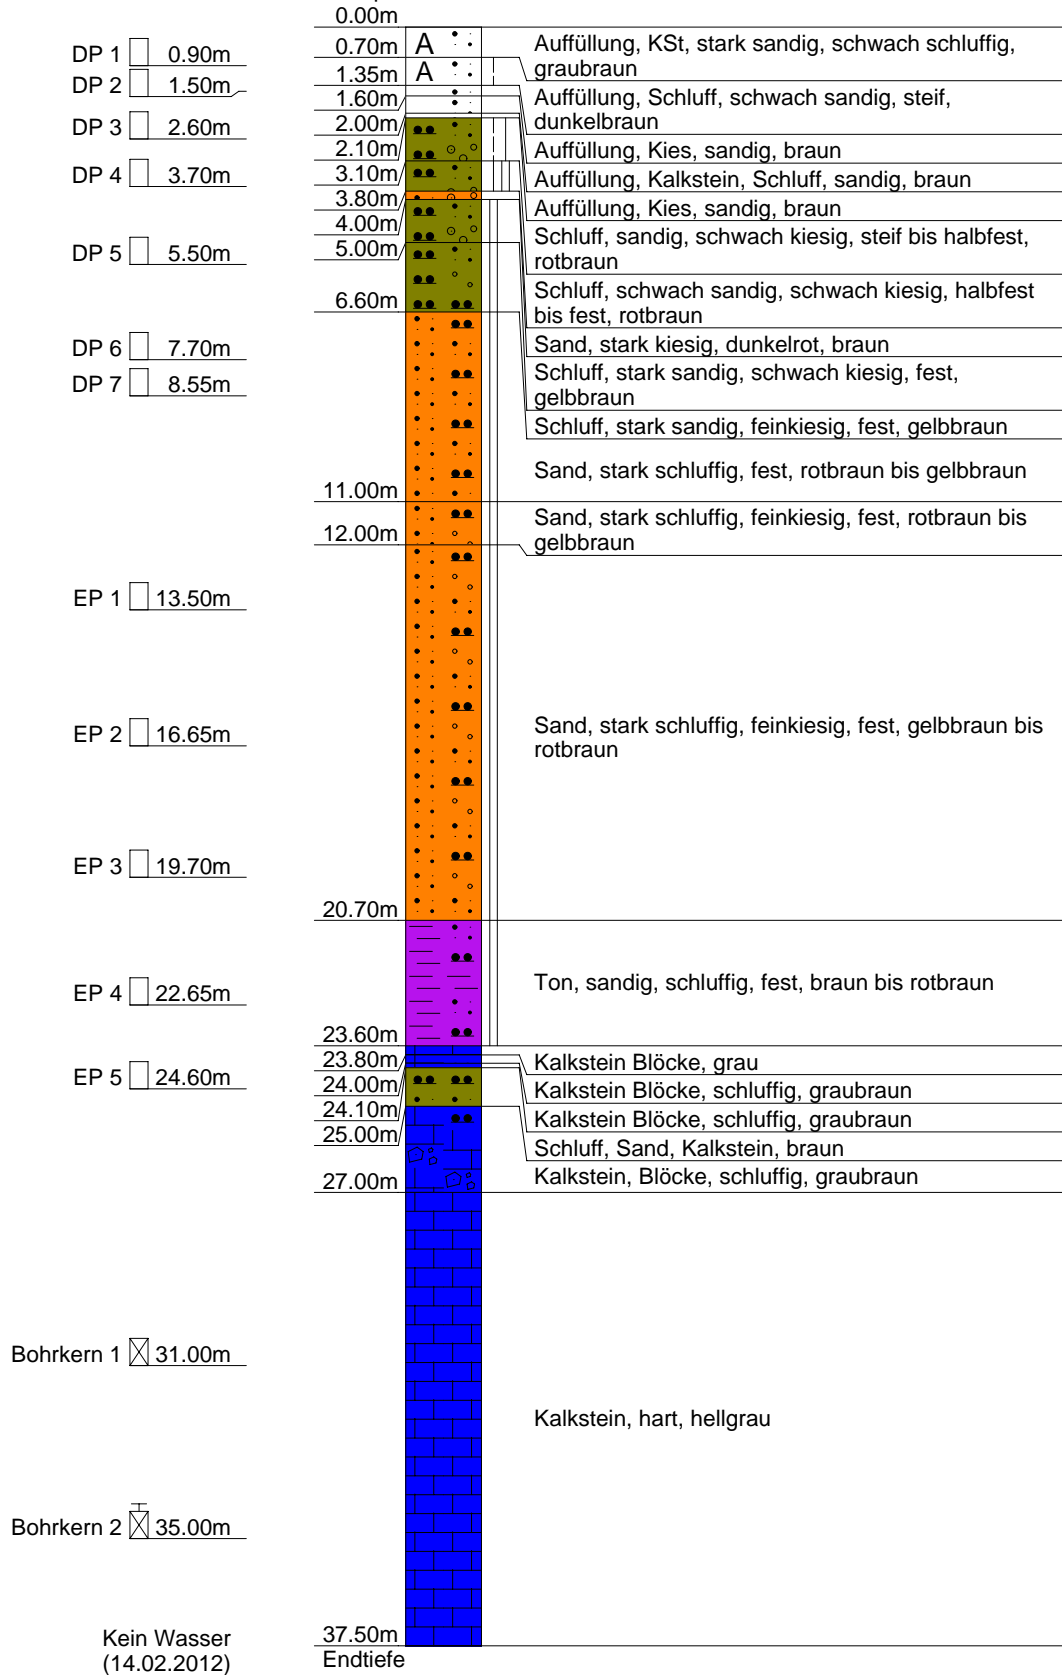 0.00m
DP 1 0.90m
DP 2 1.50m
DP 3 2.60m
DP 4 3.70m
DP 5 5.50m
DP 6 7.70m
DP 7 8.55m
EP 1 13.50m
EP 2 16.65m
EP 3 19.70m
EP 4 22.65m
EP 5 24.60m
Bohrkern 1 31.00m
Bohrkern 2 35.00m
Kein Wasser
(14.02.2012)
0.70m
1.35m
1.60m
2.00m
2.10m
3.10m
3.80m
4.00m
5.00m
6.60m
11.00m
12.00m
20.70m
23.60m
23.80m
24.00m
24.10m
25.00m
27.00m
37.50m
Endtiefe
A
A
Auffüllung, KSt, stark sandig, schwach schluffig,
graubraun
Auffüllung, Schluff, schwach sandig, steif,
dunkelbraun
Auffüllung, Kies, sandig, braun
Auffüllung, Kalkstein, Schluff, sandig, braun
Auffüllung, Kies, sandig, braun
Schluff, sandig, schwach kiesig, steif bis halbfest,
rotbraun
Schluff, schwach sandig, schwach kiesig, halbfest
bis fest, rotbraun
Sand, stark kiesig, dunkelrot, braun
Schluff, stark sandig, schwach kiesig, fest,
gelbbraun
Schluff, stark sandig, feinkiesig, fest, gelbbraun
Sand, stark schluffig, fest, rotbraun bis gelbbraun
Sand, stark schluffig, feinkiesig, fest, rotbraun bis
gelbbraun
Sand, stark schluffig, feinkiesig, fest, gelbbraun bis
rotbraun
Ton, sandig, schluffig, fest, braun bis rotbraun
Kalkstein Blöcke, grau
Kalkstein Blöcke, schluffig, graubraun
Kalkstein Blöcke, schluffig, graubraun
Schluff, Sand, Kalkstein, braun
Kalkstein, Blöcke, schluffig, graubraun
Kalkstein, hart, hellgrau